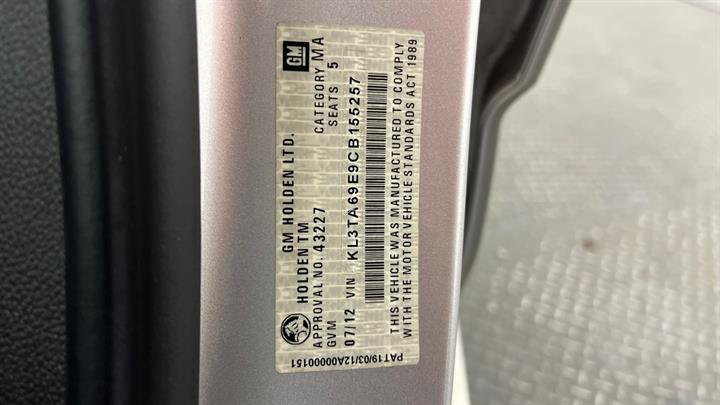 GM HOLDEN LTD.
GM
HOLDEN TM
APPROVAL NO. 43227
CATEGORY MA
GVM
SEATS 5
07/12 VIN KL3TA69E9CB155257
THIS VEHICLE WAS MANUFACTURED TO COMPLY
WITH THE MOTOR VEHICLE STANDARDS ACT 1989
PAT19/03/12A00000151